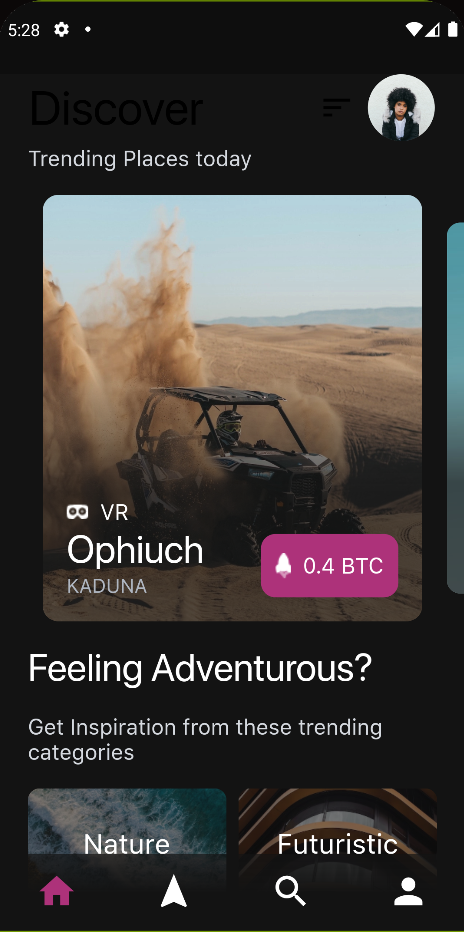 5:28
Discover
Trending Places today
VR
Ophiuch
KADUNA
0.4 BTC
Feeling Adventurous?
Get Inspiration from these trending
categories
Nature
Futuristic